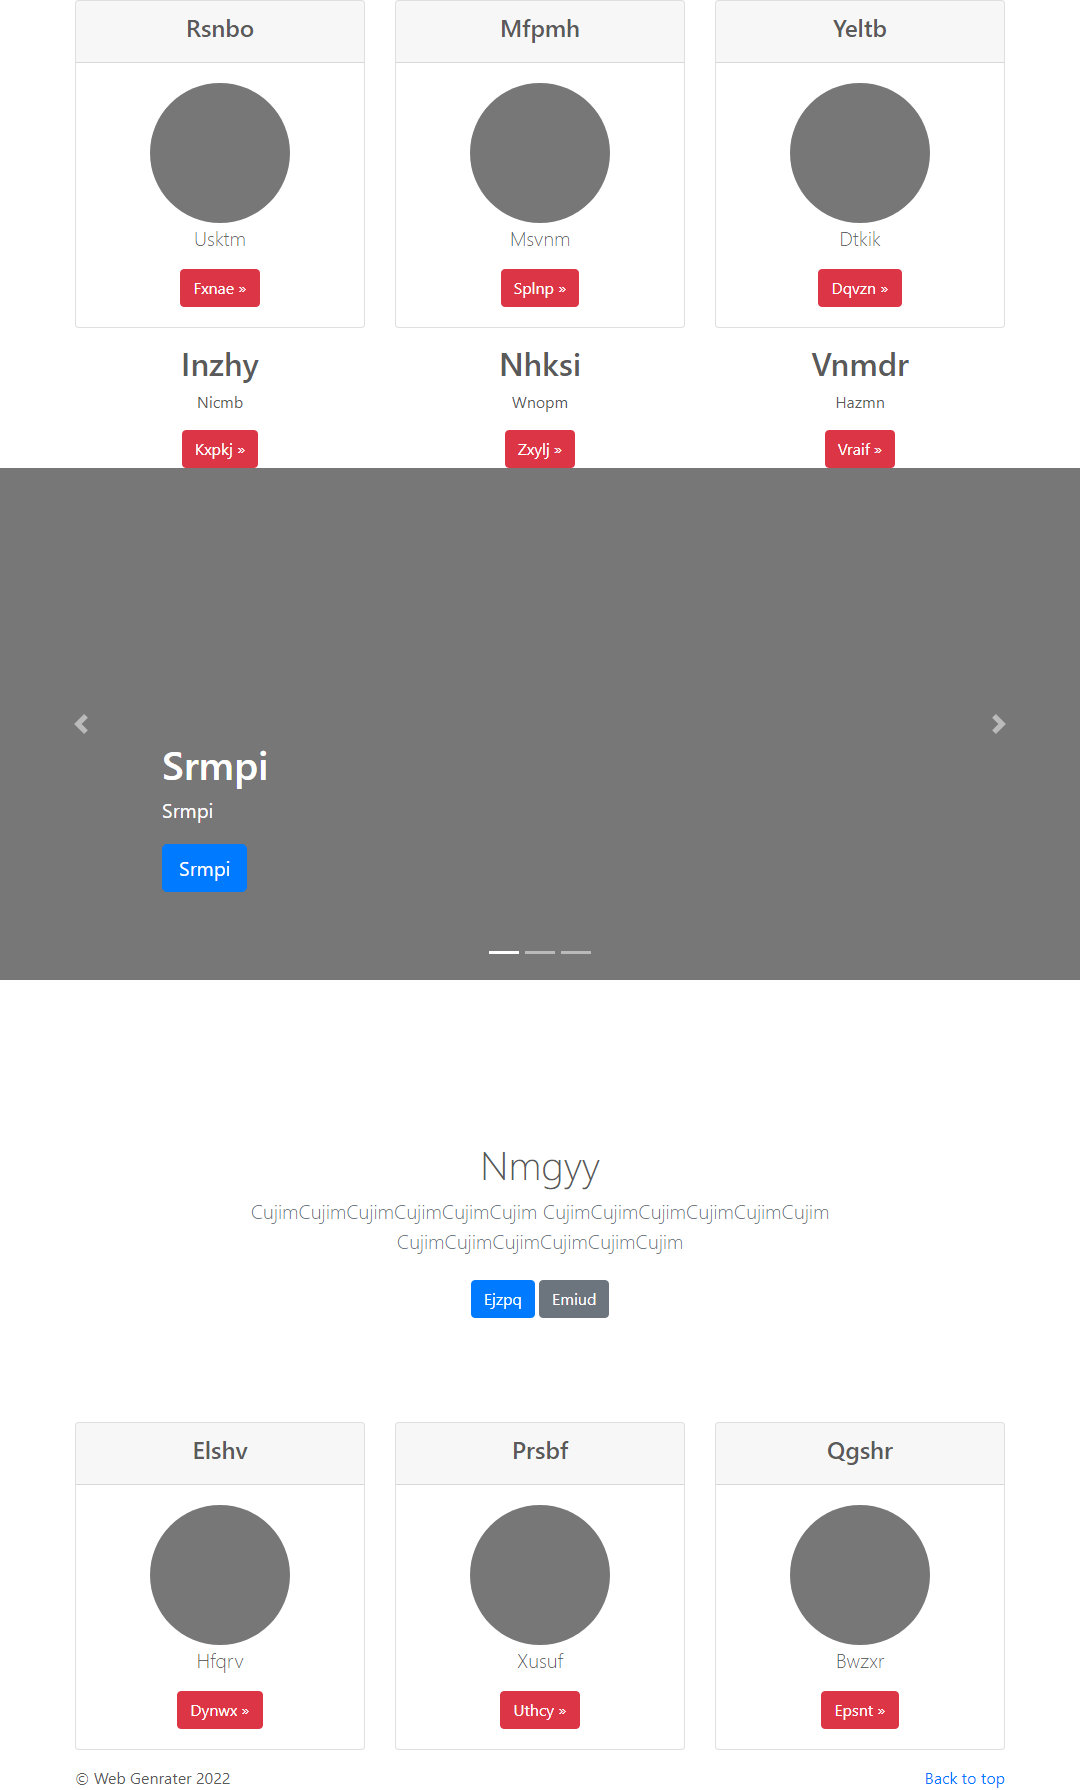 Rsnbo
Mfpmh
Yeltb
Usktm
Msvnm
Dtkik
Fxnae »
Splnp »
Dqvzn »
Inzhy
Nhksi
Vnmdr
Nicmb
Wnopm
Hazmn
Kxpkj »
Zxylj »
Vraif »
Srmpi
Srmpi
Srmpi
Nmgyy
CujimCujimCujimCujimCujimCujim CujimCujimCujimCujimCujimCujim
CujimCujimCujimCujimCujimCujim
Ejzpq
Emiud
Elshv
Prsbf
Qgshr
Hfqrv
Xusuf
Bwzxr
Dynwx »
Uthcy »
Epsnt »
© Web Genrater 2022
Back to top